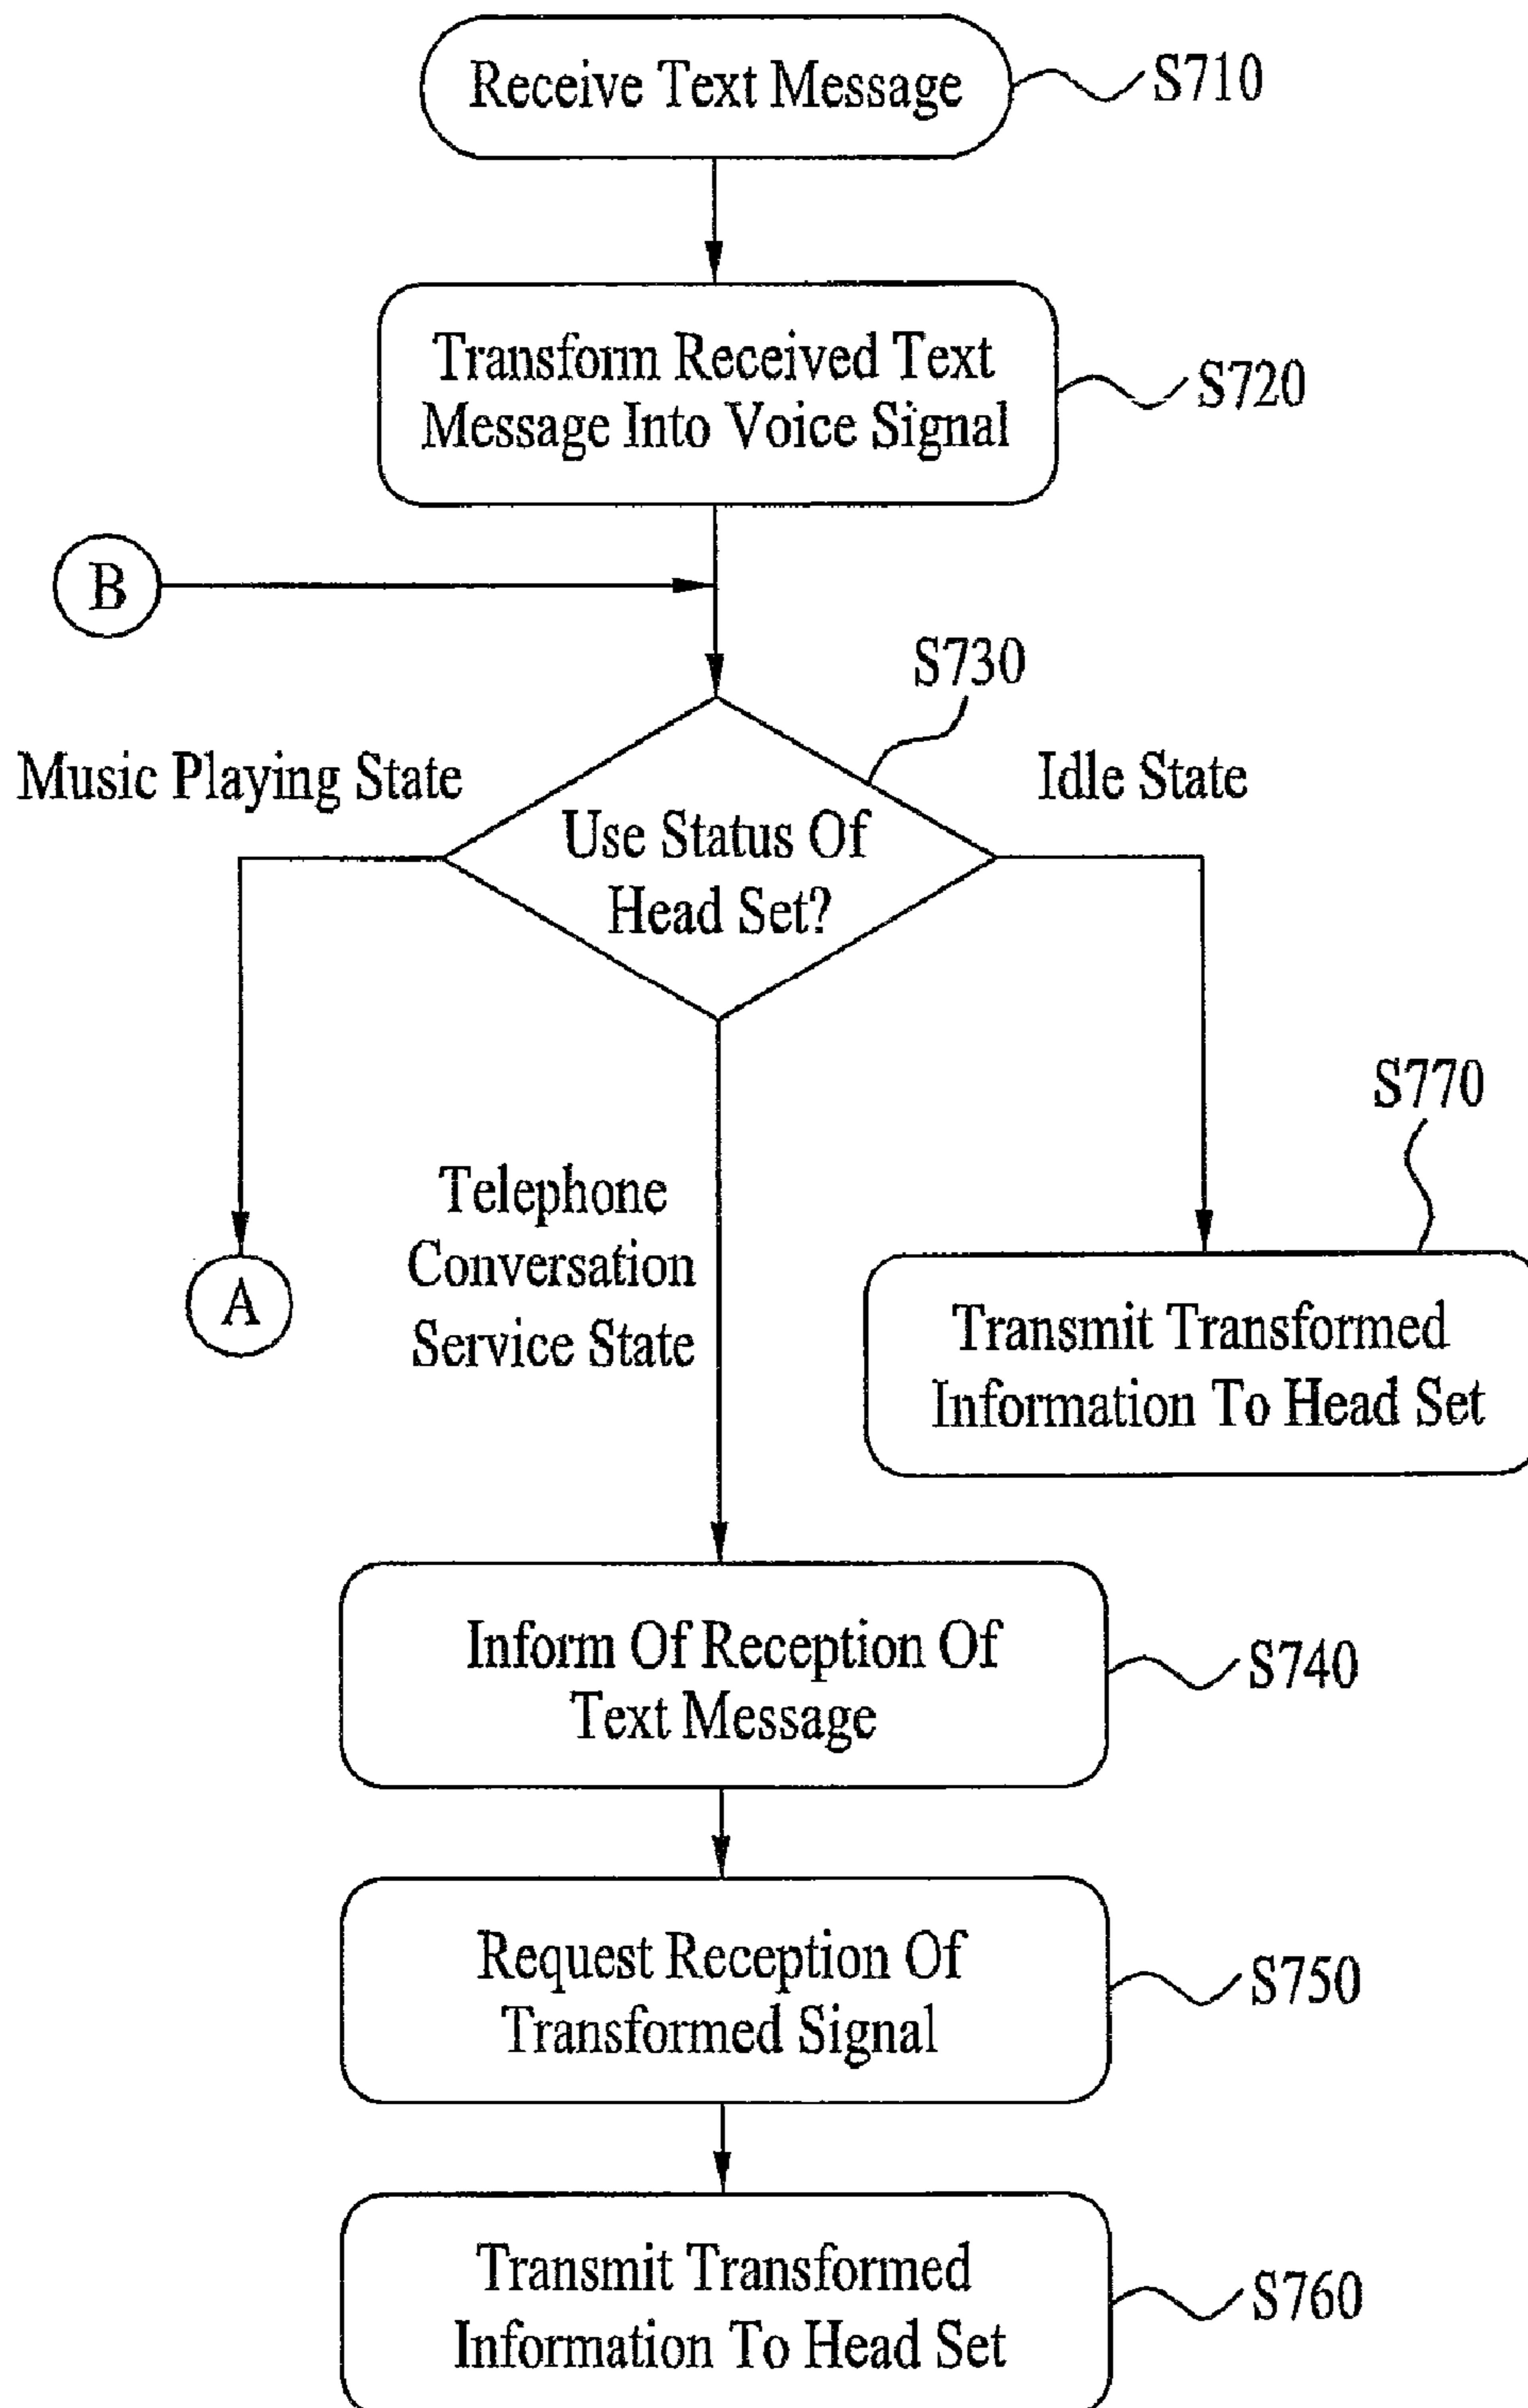 Receive Text Message
S710
Transform Received Text
Message Into Voice Signal
S720
B
S730
Music Playing State
Idle State
Use Status Of
Head Set?
S770
Telephone
Conversation
Service State
A
Transmit Transformed
Information To Head Set
Inform Of Reception Of
Text Message
S740
Request Reception Of
Transformed Signal
S750
Transmit Transformed
Information To Head Set
S760